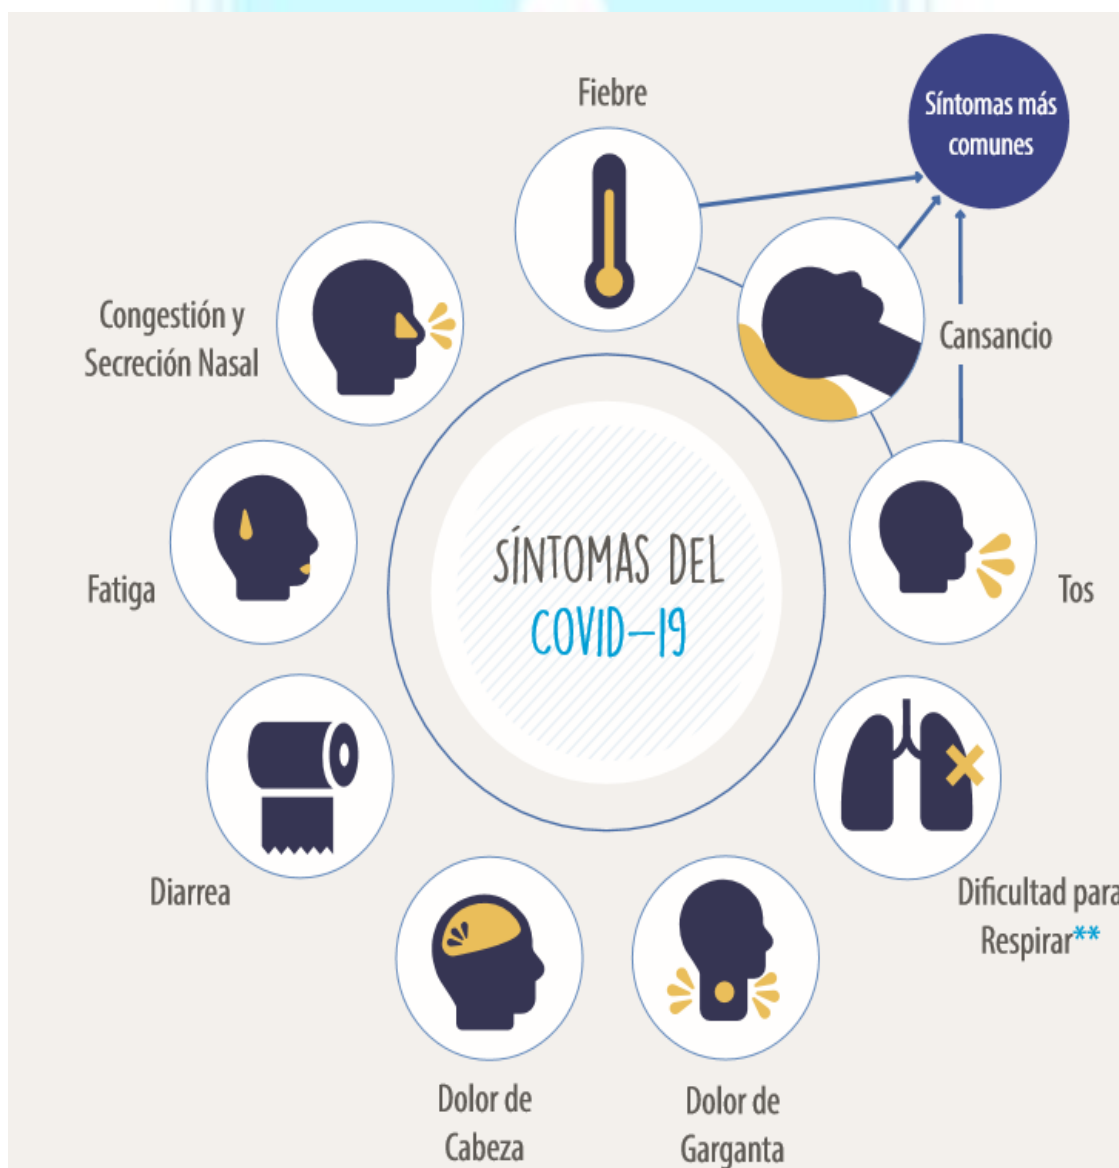 Fiebre
Síntomas más
comunes
Congestión y
Secreción Nasal
Cansancio
SÍNTOMAS DEL
COVID-19
Fatiga
Tos
Diarrea
Dificultad para
Respirar**
Dolor de
Cabeza
Dolor de
Garganta